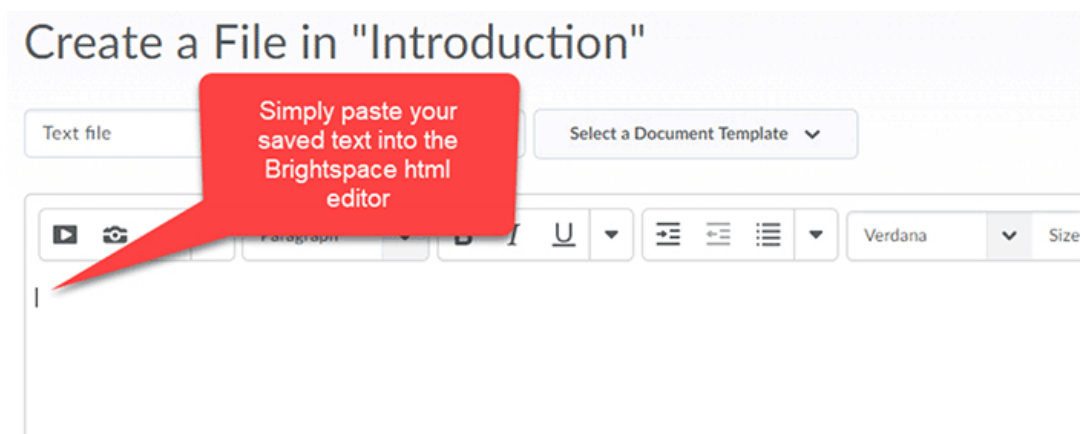 Create a File in "Introduction"
Simply paste your
saved text into the
Brightspace html
editor
Text file
Select a Document Template
Paragraph
B I U
Verdana
Size